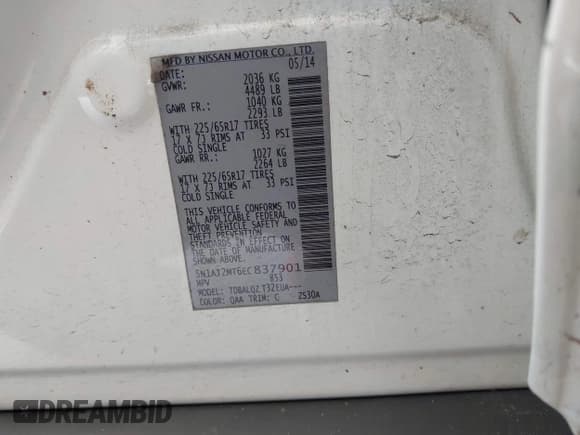 MFD BY NISSAN MOTOR CO., LTD.
DATE: 05/14
GVWR: 2036 KG
4489 LB
GAWR FR.: 1040 KG
2293 LB
WITH 225/65R17 TIRES
17 X 7J RIMS AT 33 PSI
COLD SINGLE
GAWR RR.: 1027 KG
2264 LB
WITH 225/65R17 TIRES
17 X 7J RIMS AT 33 PSI
COLD SINGLE
THIS VEHICLE CONFORMS TO
ALL APPLICABLE FEDERAL
MOTOR VEHICLE SAFETY AND
THEFT PREVENTION
STANDARDS IN EFFECT ON
THE DATE OF MANUFACTURE
SHOWN ABOVE.
5N1AT2MT6EC837901
MPV 853
MODEL: TDBALQZ T32EUA---
COLOR: QAA TRIM: G ZS30A
DREAMBID